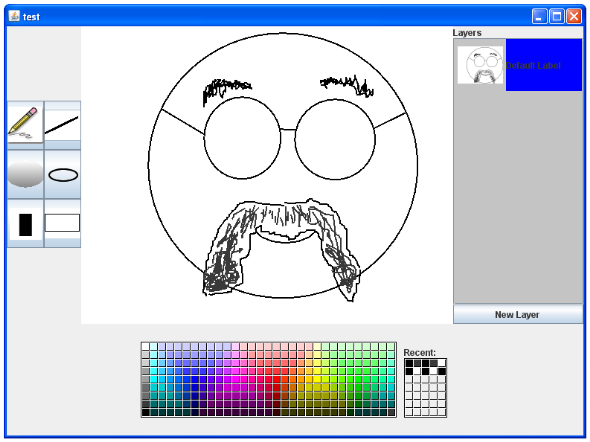 test
Layers
Default Label
New Layer
Recent: